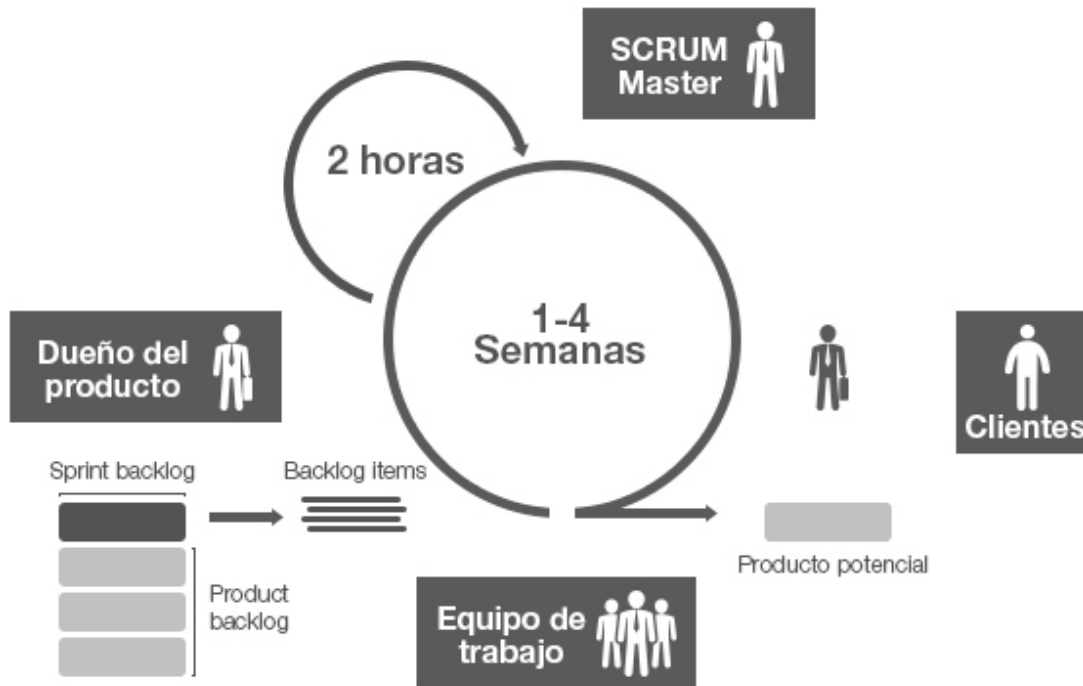 SCRUM
Master
2 horas
1-4
Semanas
Dueño del
producto
Clientes
Sprint backlog
Backlog items
Product
backlog
Producto potencial
Equipo de
trabajo